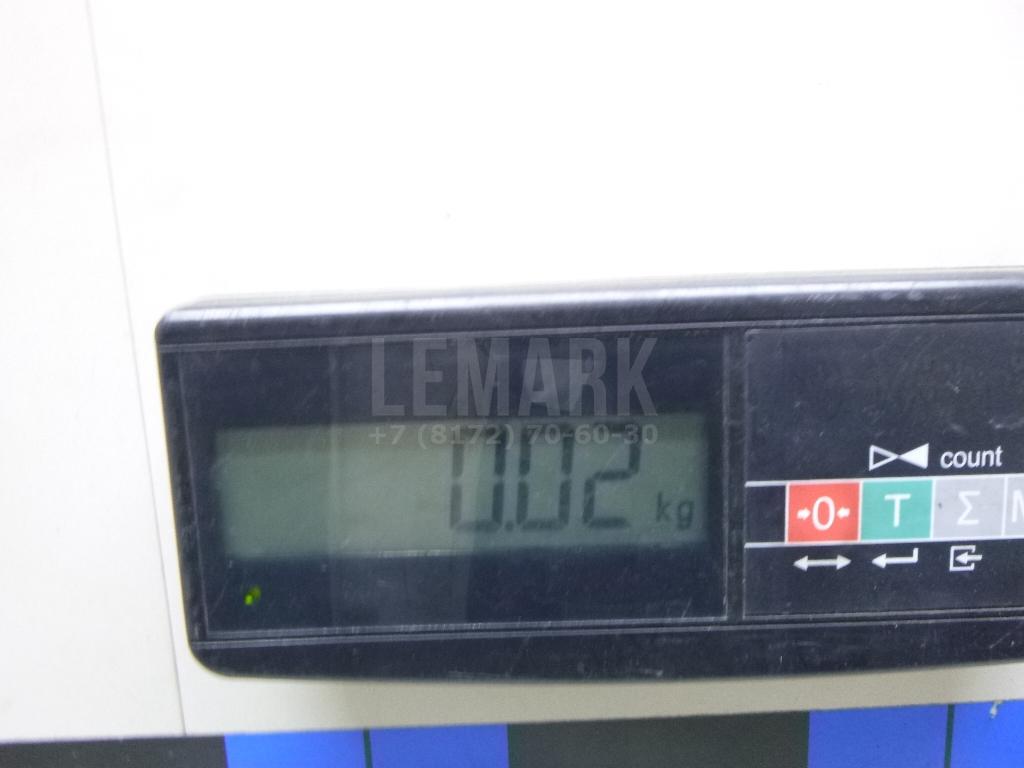 LEMARK
+7 (8172) 70-60-30
0.02 kg
count
0 T Σ